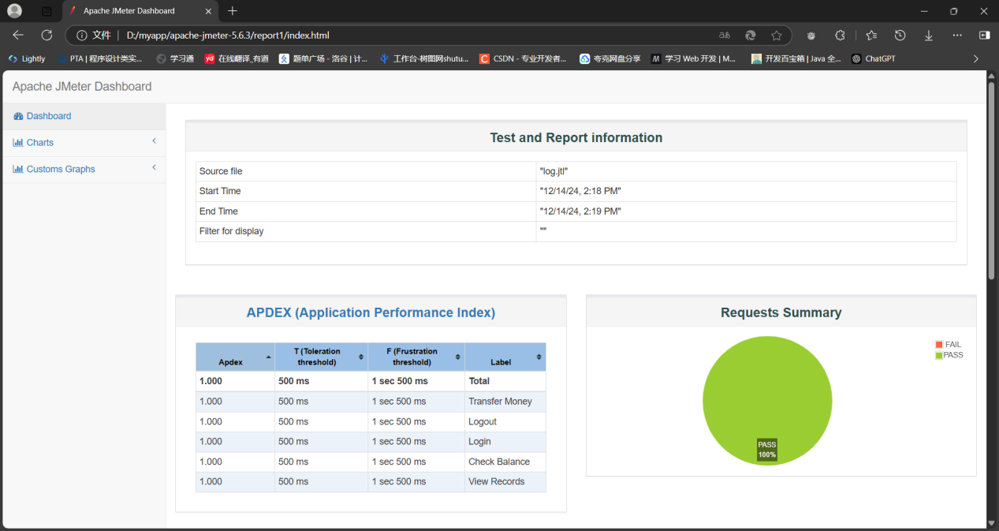 Apache JMeter Dashboard
文件 D:/myapp/apache-jmeter-5.6.3/report1/index.html
Lightly PTA | 程序设计类实... 学习通 在线翻译_有道 题单广场 - 洛谷 | 计... 工作台-树图网shutu... CSDN - 专业开发者... 夸克网盘分享 学习 Web 开发 | M... 开发百宝箱 | Java 全... ChatGPT
Apache JMeter Dashboard
Dashboard
Charts
Customs Graphs
Test and Report information
Source file "log.jtl"
Start Time "12/14/24, 2:18 PM"
End Time "12/14/24, 2:19 PM"
Filter for display ""
APDEX (Application Performance Index)
Apdex T (Toleration threshold) F (Frustration threshold) Label
1.000 500 ms 1 sec 500 ms Total
1.000 500 ms 1 sec 500 ms Transfer Money
1.000 500 ms 1 sec 500 ms Logout
1.000 500 ms 1 sec 500 ms Login
1.000 500 ms 1 sec 500 ms Check Balance
1.000 500 ms 1 sec 500 ms View Records
Requests Summary
FAIL
PASS
PASS
100%